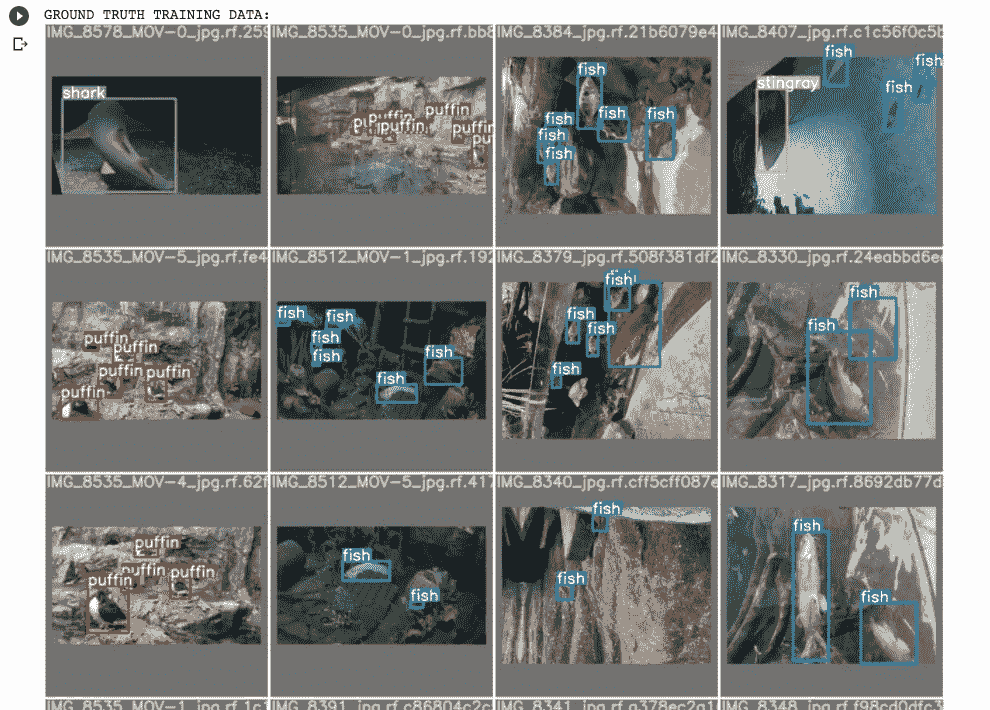 GROUND TRUTH TRAINING DATA:
IMG_8578_MOV-0_jpg.rf.259 IMG_8535_MOV-0_jpg.rf.bb8 IMG_8384_jpg.rf.21b6079e4 IMG_8407_jpg.rf.c1c56f0c5b
shark
puffin
puffin
puffin
puffin
fish
fish
fish
fish
fish
fish
fish
fish
fish
stingray
IMG_8535_MOV-5_jpg.rf.fe4 IMG_8512_MOV-1_jpg.rf.192 IMG_8379_jpg.rf.508f381df2 IMG_8330_jpg.rf.24eabbd6e
puffin
puffin
puffin
puffin
puffin
fish
fish
fish
fish
fish
fish
fish
fish
fish
fish
fish
fish
IMG_8535_MOV-4_jpg.rf.62f IMG_8512_MOV-5_jpg.rf.417 IMG_8340_jpg.rf.cff5cff087e IMG_8317_jpg.rf.8692db77d
puffin
puffin
puffin
puffin
fish
fish
fish
fish
fish
fish
IMG_8535_MOV-1_jpg.rf.1c IMG_8391_jpg.rf.c86804c2c IMG_8341_jpg.rf.a378ec2a1 IMG_8348_jpg.rf.f98cd0dfc3